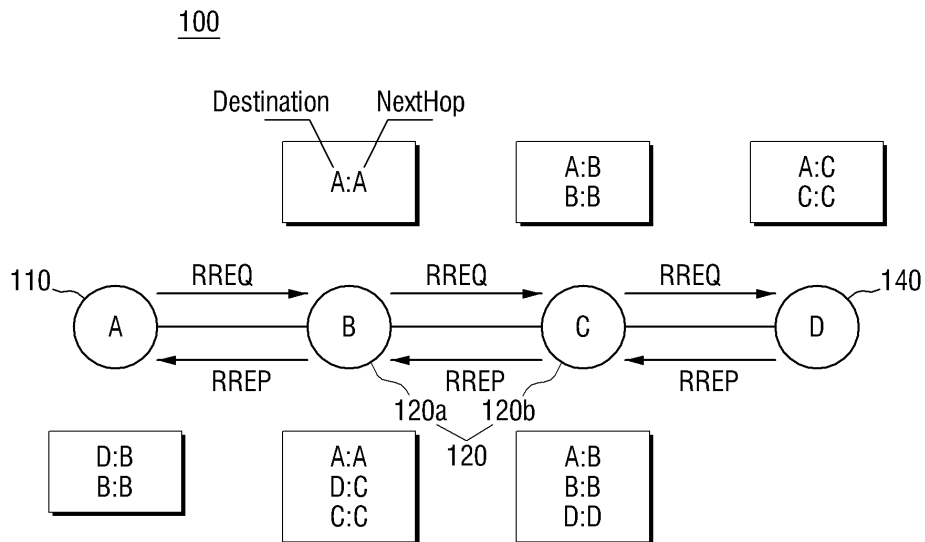 100
Destination NextHop
A:A
A:B
B:B
A:C
C:C
110
RREQ
RREQ
RREQ
140
A
B
C
D
RREP
RREP
RREP
120a
120b
120
D:B
B:B
A:A
D:C
C:C
A:B
B:B
D:D